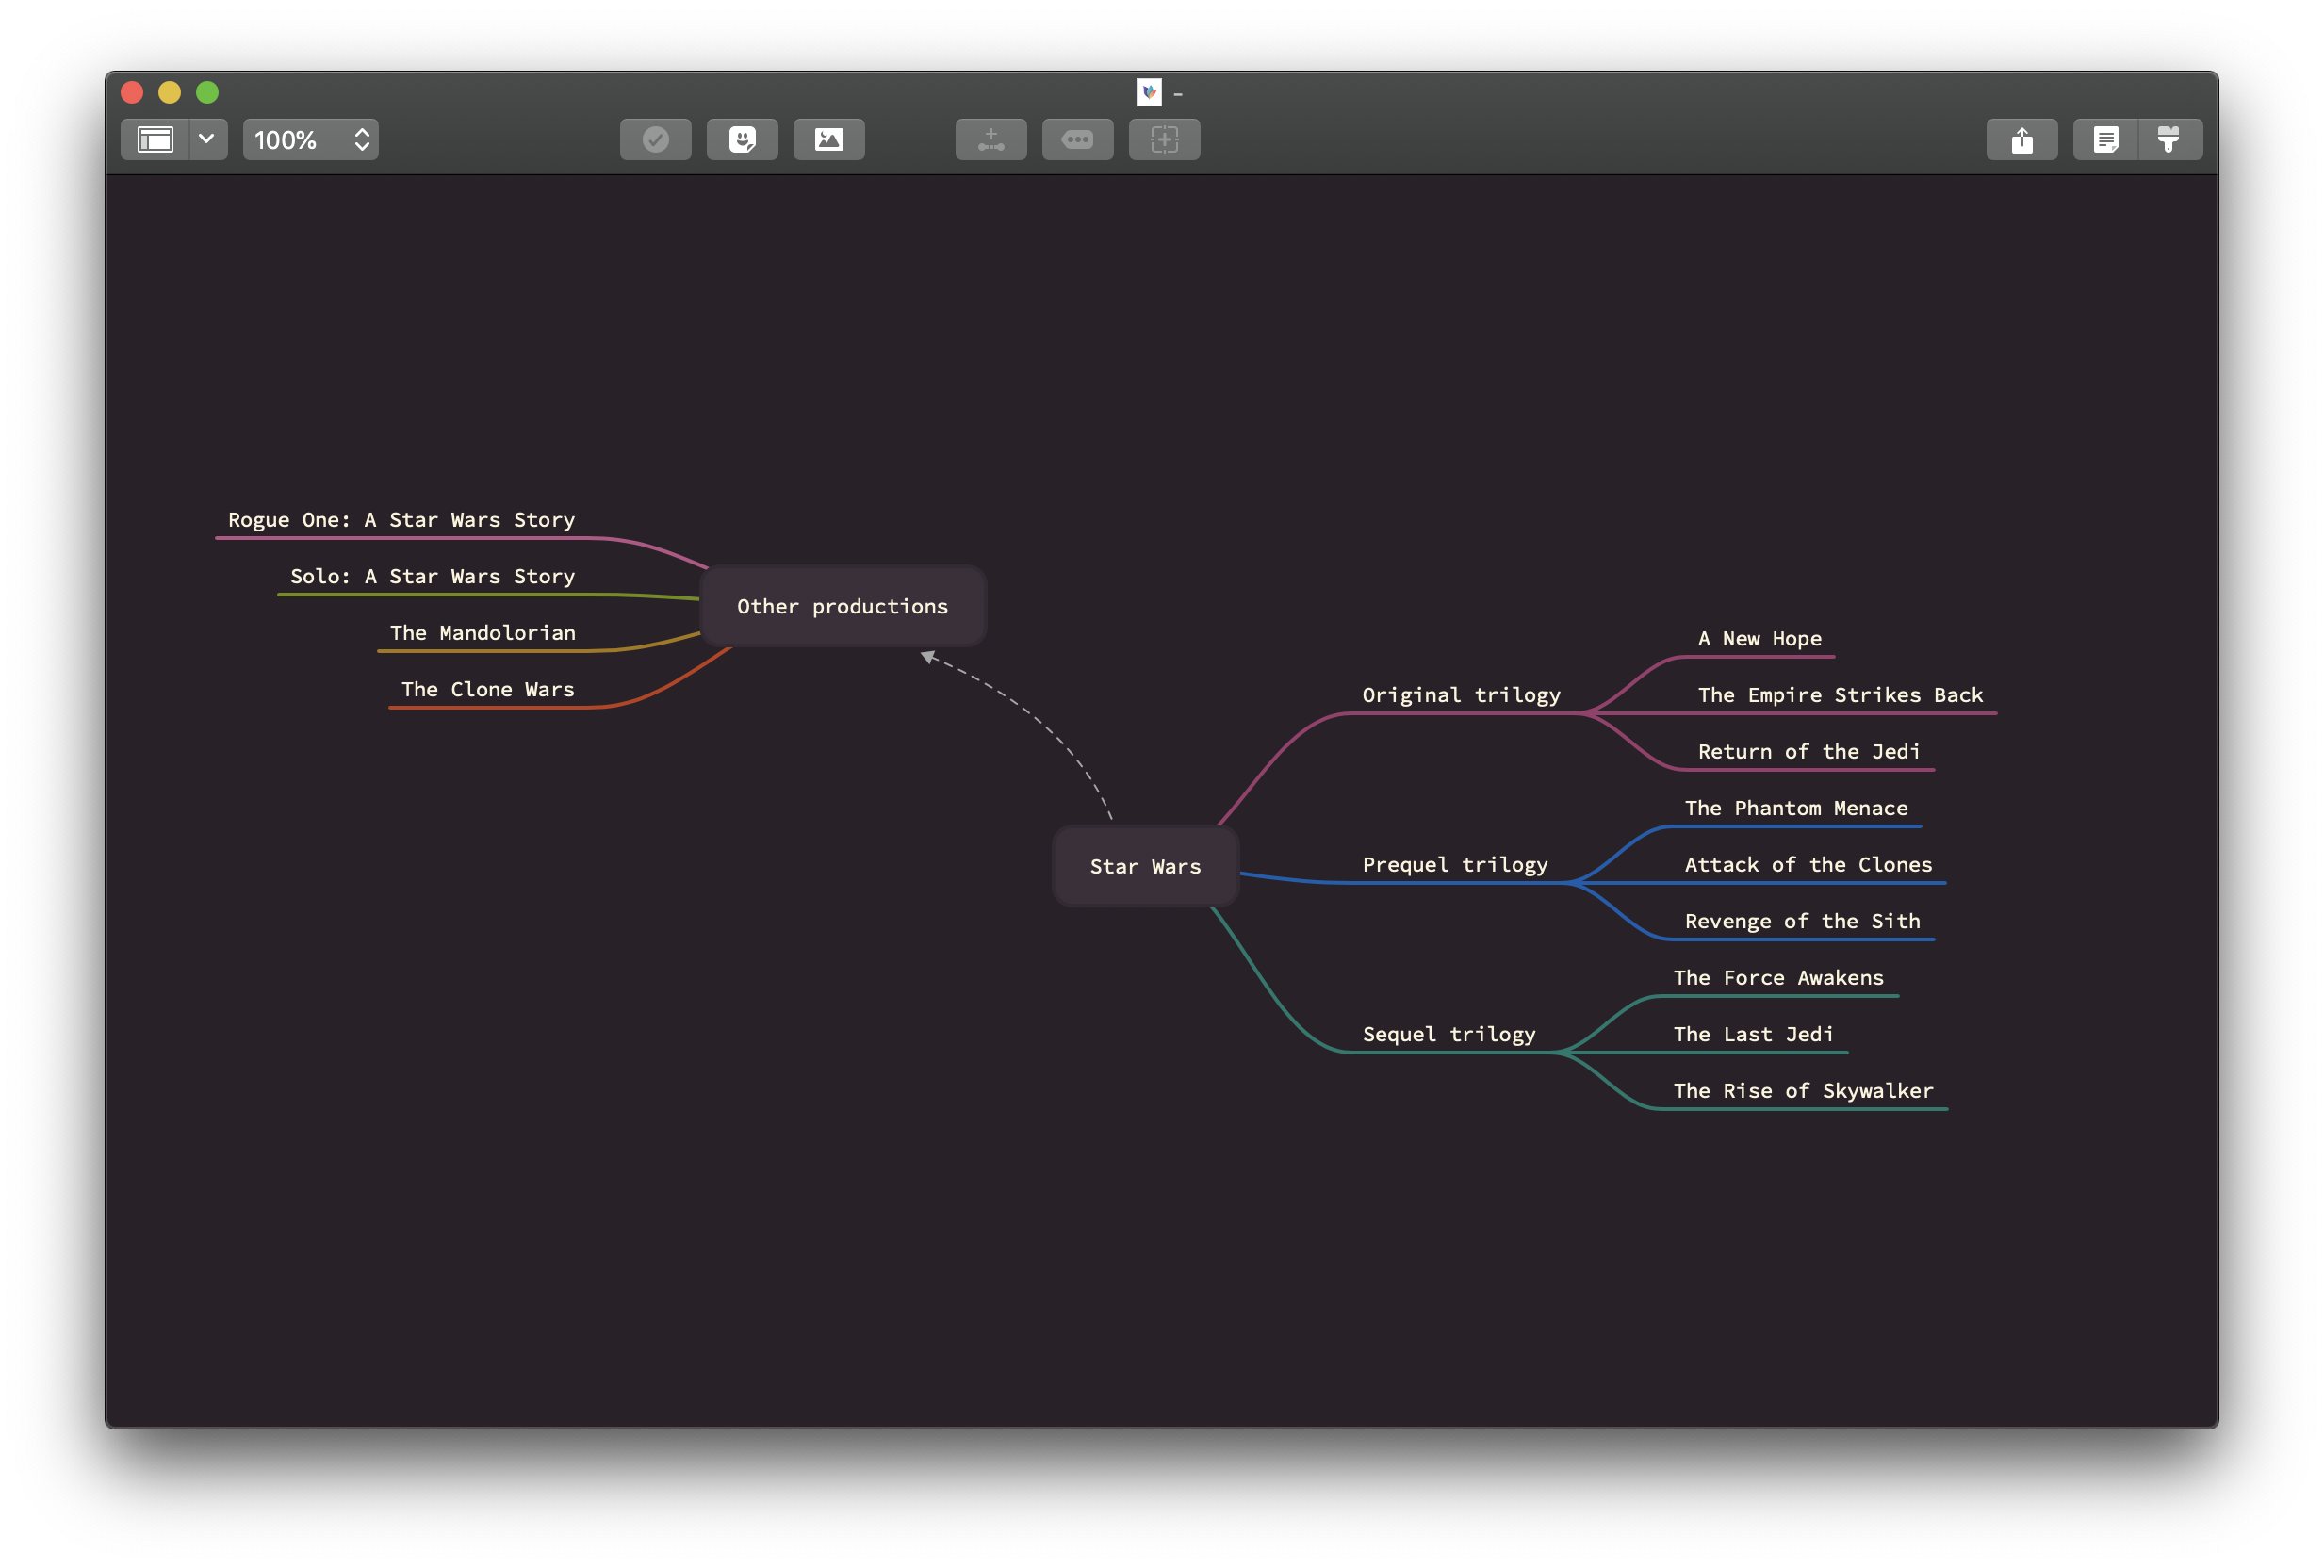 -
100%
Rogue One: A Star Wars Story
Solo: A Star Wars Story
The Mandolorian
The Clone Wars
Other productions
Star Wars
Original trilogy
A New Hope
The Empire Strikes Back
Return of the Jedi
Prequel trilogy
The Phantom Menace
Attack of the Clones
Revenge of the Sith
Sequel trilogy
The Force Awakens
The Last Jedi
The Rise of Skywalker